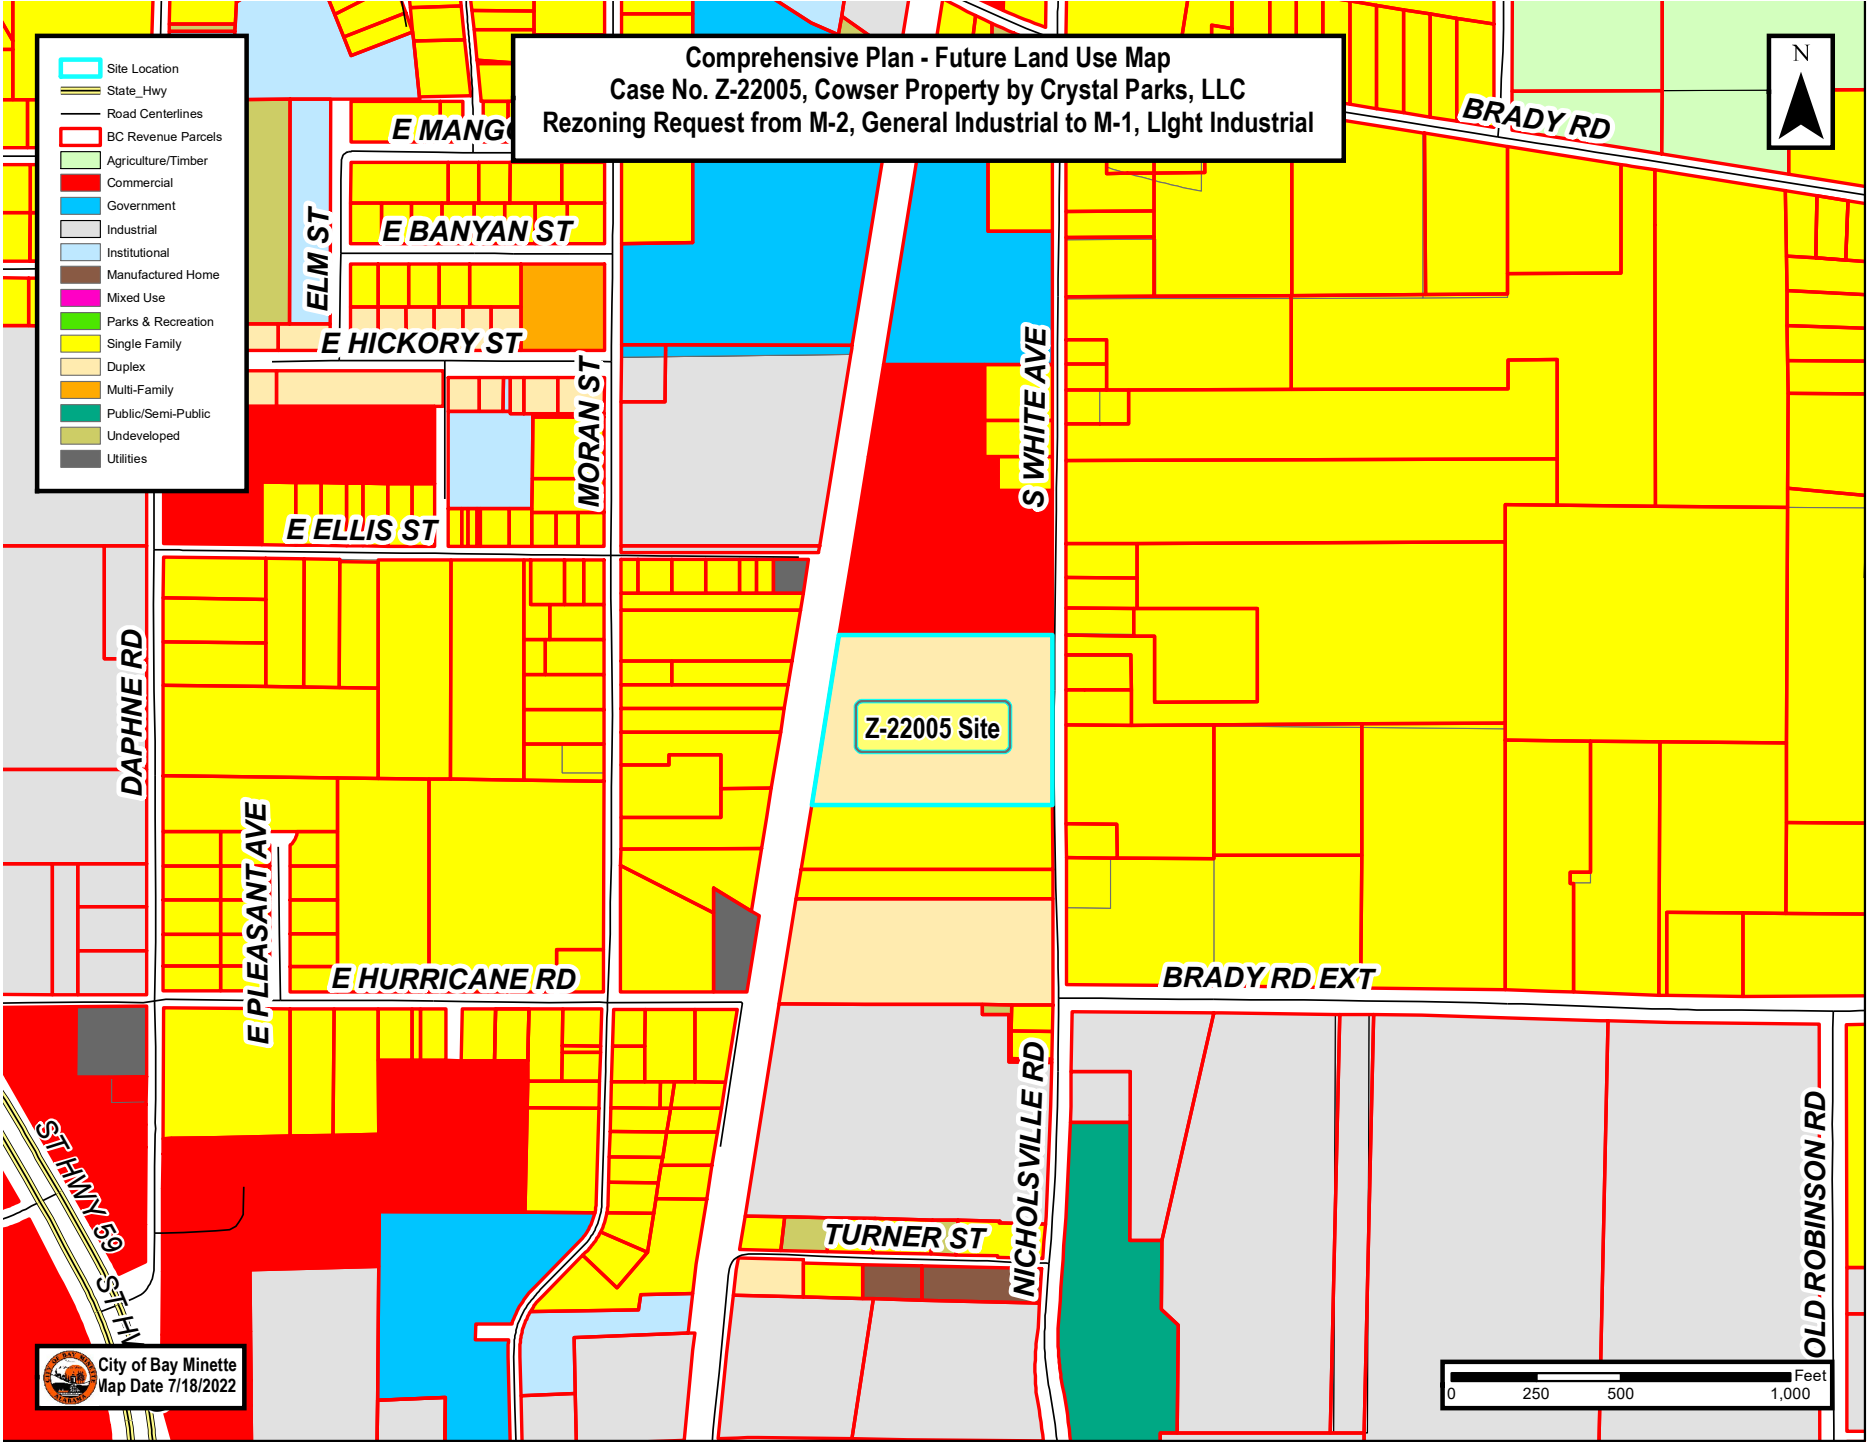 Comprehensive Plan - Future Land Use Map
Case No. Z-22005, Cowser Property by Crystal Parks, LLC
Rezoning Request from M-2, General Industrial to M-1, LIght Industrial
N
Site Location
State_Hwy
Road Centerlines
BC Revenue Parcels
Agriculture/Timber
Commercial
Government
Industrial
Institutional
Manufactured Home
Mixed Use
Parks & Recreation
Single Family
Duplex
Multi-Family
Public/Semi-Public
Undeveloped
Utilities
BRADY RD
E MANGO
E BANYAN ST
ELM ST
E HICKORY ST
MORAN ST
S WHITE AVE
E ELLIS ST
DAPHNE RD
Z-22005 Site
E PLEASANT AVE
E HURRICANE RD
BRADY RD EXT
NICHOLSVILLE RD
OLD ROBINSON RD
ST HWY 59
TURNER ST
ST HW
City of Bay Minette
Map Date 7/18/2022
Feet
0 250 500 1,000